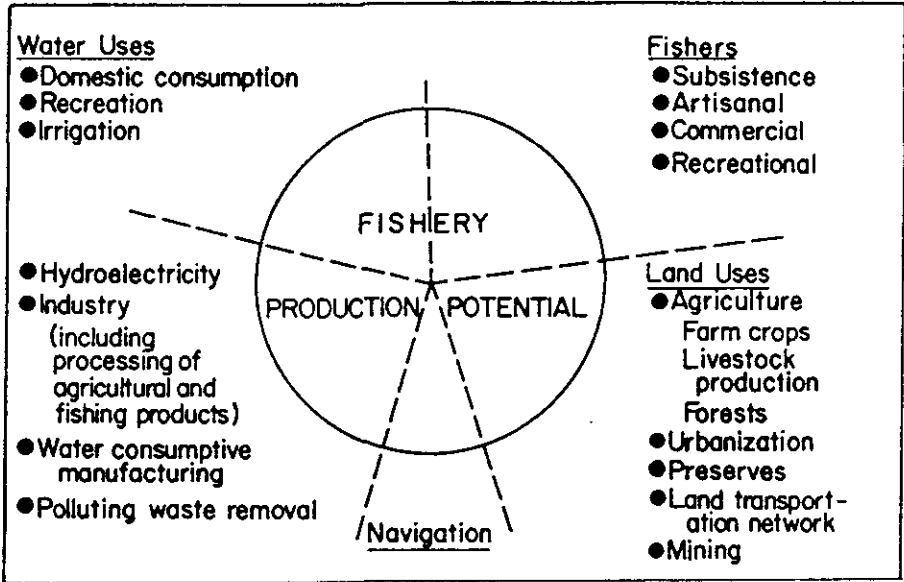 Water Uses
●Domestic consumption
●Recreation
●Irrigation
Fishers
●Subsistence
●Artisanal
●Commercial
●Recreational
FISHERY
PRODUCTION POTENTIAL
●Hydroelectricity
●Industry
(including
processing of
agricultural and
fishing products)
●Water consumptive
manufacturing
●Polluting waste removal
Navigation
Land Uses
●Agriculture
Farm crops
Livestock
production
Forests
●Urbanization
●Preserves
●Land transport-
ation network
●Mining